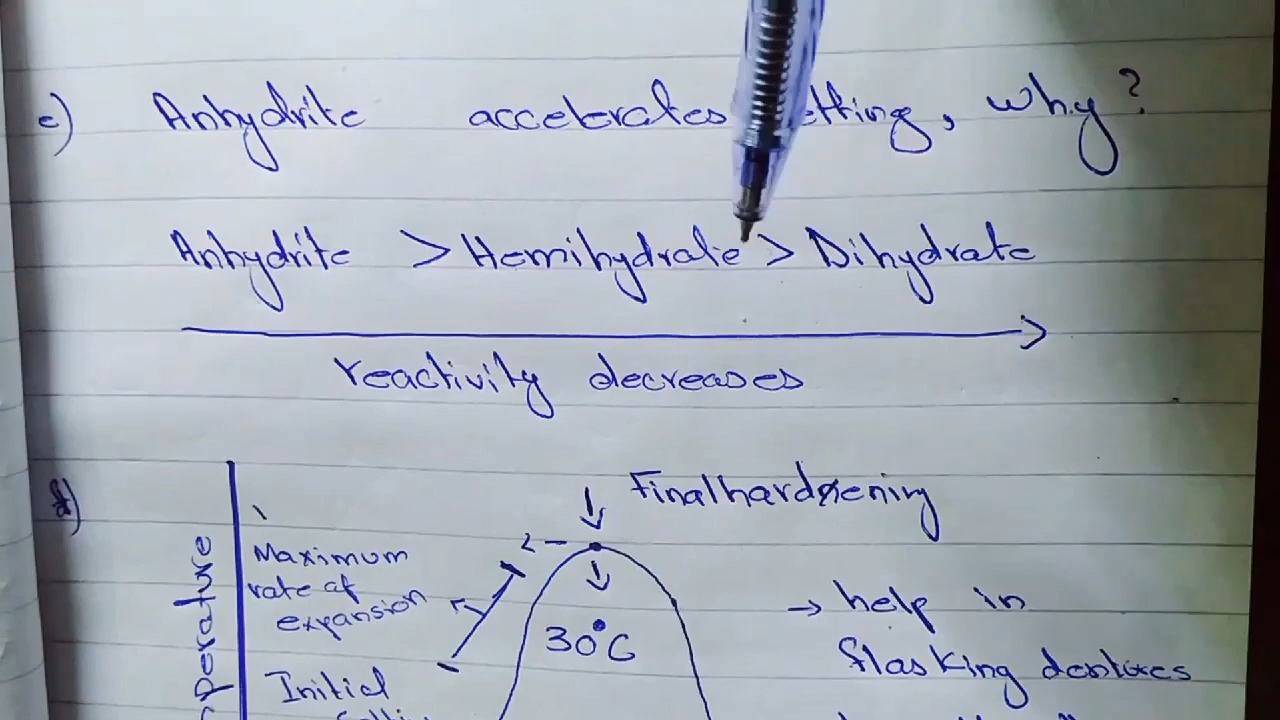 c) Anhydrite accelerates setting, why?
Anhydrite > Hemihydrate > Dihydrate
reactivity decreases
d)
Final hardening
2-
Maximum
rate of
expansion
30°C
→ help in
flasking dentures
Initial